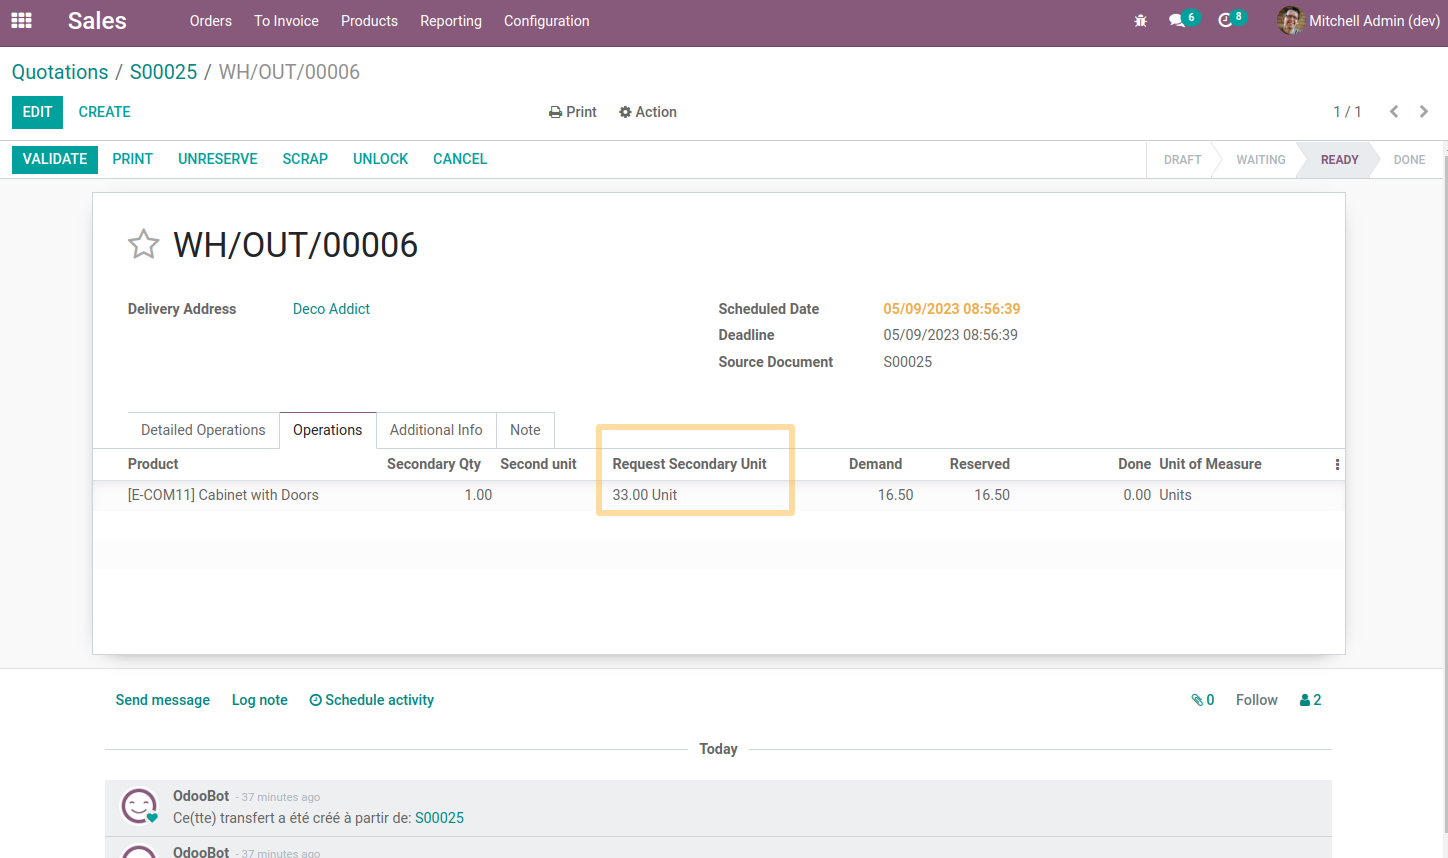 Sales Orders To Invoice Products Reporting Configuration 6 8 Mitchell Admin (dev)
Quotations / S00025 / WH/OUT/00006
EDIT CREATE Print Action 1 / 1
VALIDATE PRINT UNRESERVE SCRAP UNLOCK CANCEL DRAFT WAITING READY DONE
WH/OUT/00006
Delivery Address Deco Addict Scheduled Date 05/09/2023 08:56:39
Deadline 05/09/2023 08:56:39
Source Document S00025
Detailed Operations Operations Additional Info Note
Product Secondary Qty Second unit Request Secondary Unit Demand Reserved Done Unit of Measure
[E-COM11] Cabinet with Doors 1.00 33.00 Unit 16.50 16.50 0.00 Units
Send message Log note Schedule activity 0 Follow 2
Today
OdooBot - 37 minutes ago
Ce(tte) transfert a été créé à partir de: S00025
OdooBot - 37 minutes ago